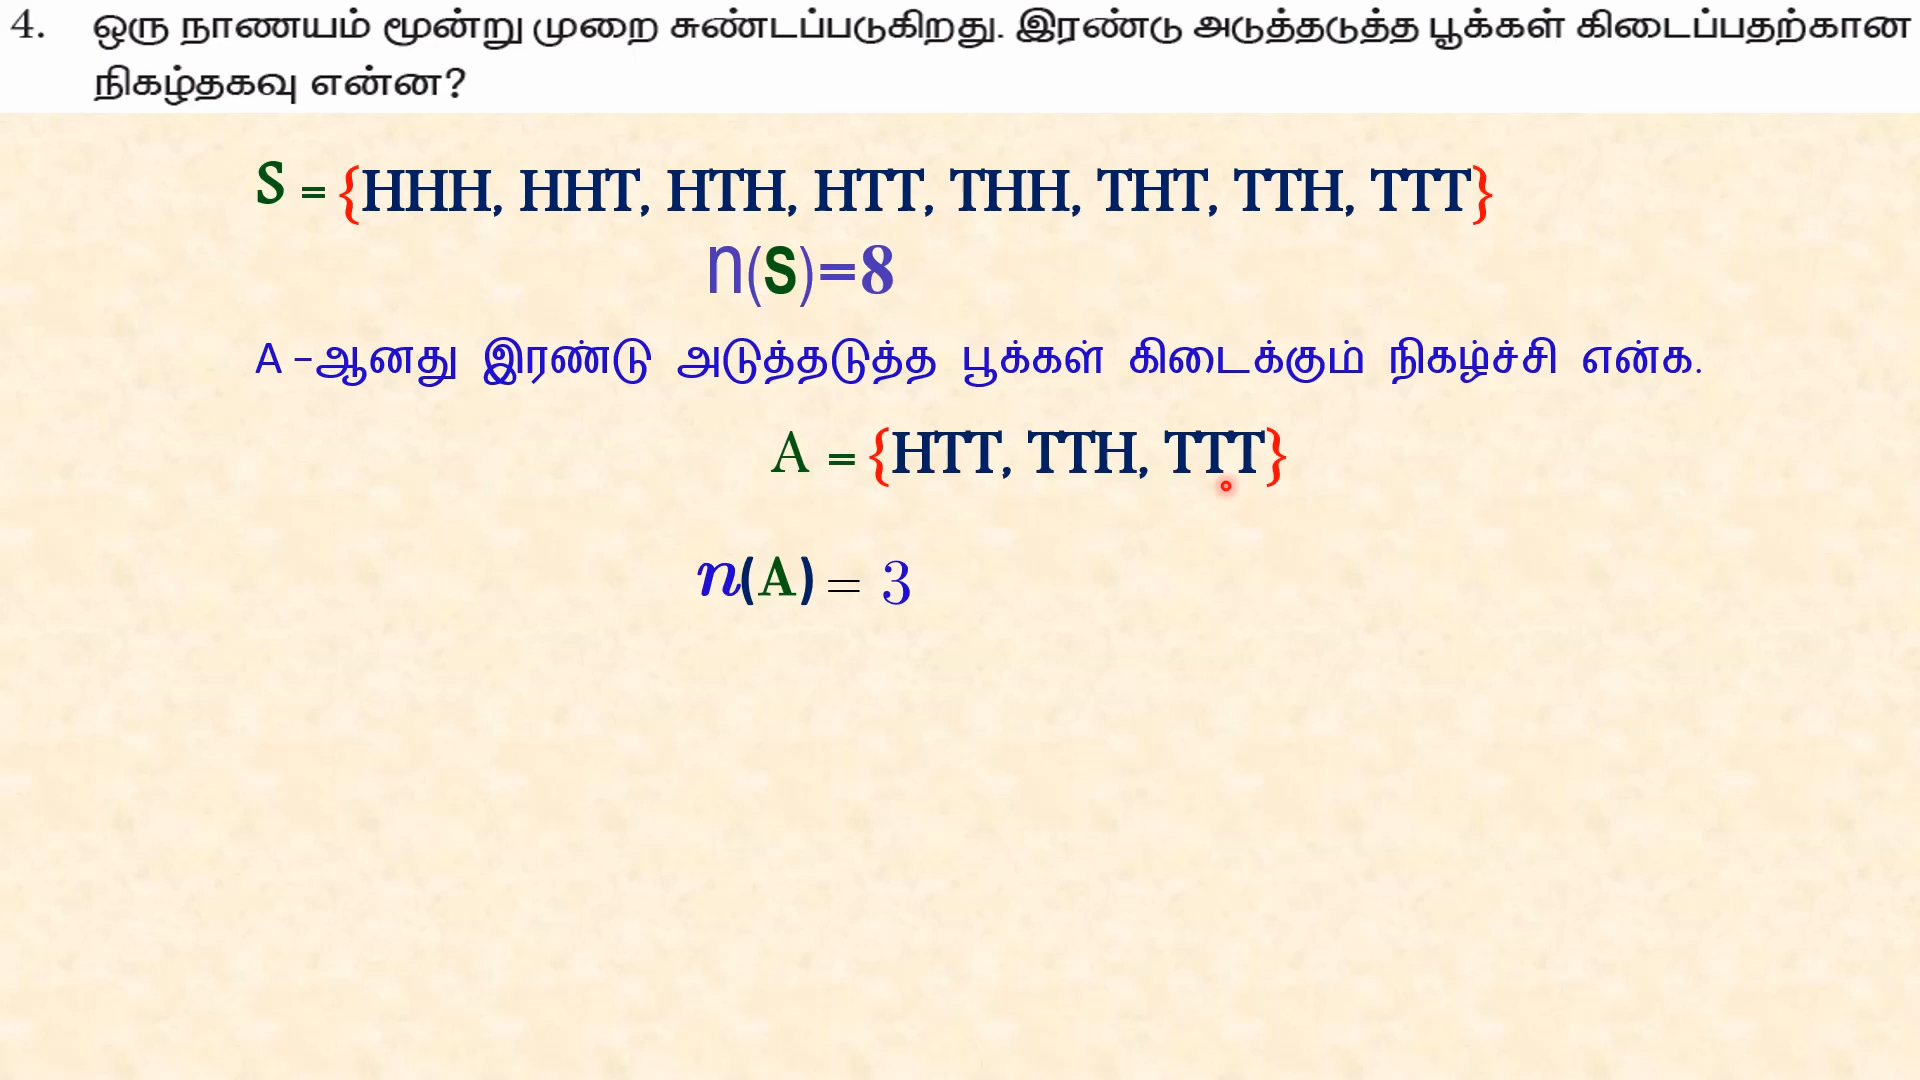 4. ஒரு நாணயம் மூன்று முறை சுண்டப்படுகிறது. இரண்டு அடுத்தடுத்த பூக்கள் கிடைப்பதற்கான
நிகழ்தகவு என்ன?
S = {HHH, HHT, HTH, HTT, THH, THT, TTH, TTT}
n(S)=8
A -ஆனது இரண்டு அடுத்தடுத்த பூக்கள் கிடைக்கும் நிகழ்ச்சி என்க.
A = {HTT, TTH, TTT}
n(A) = 3